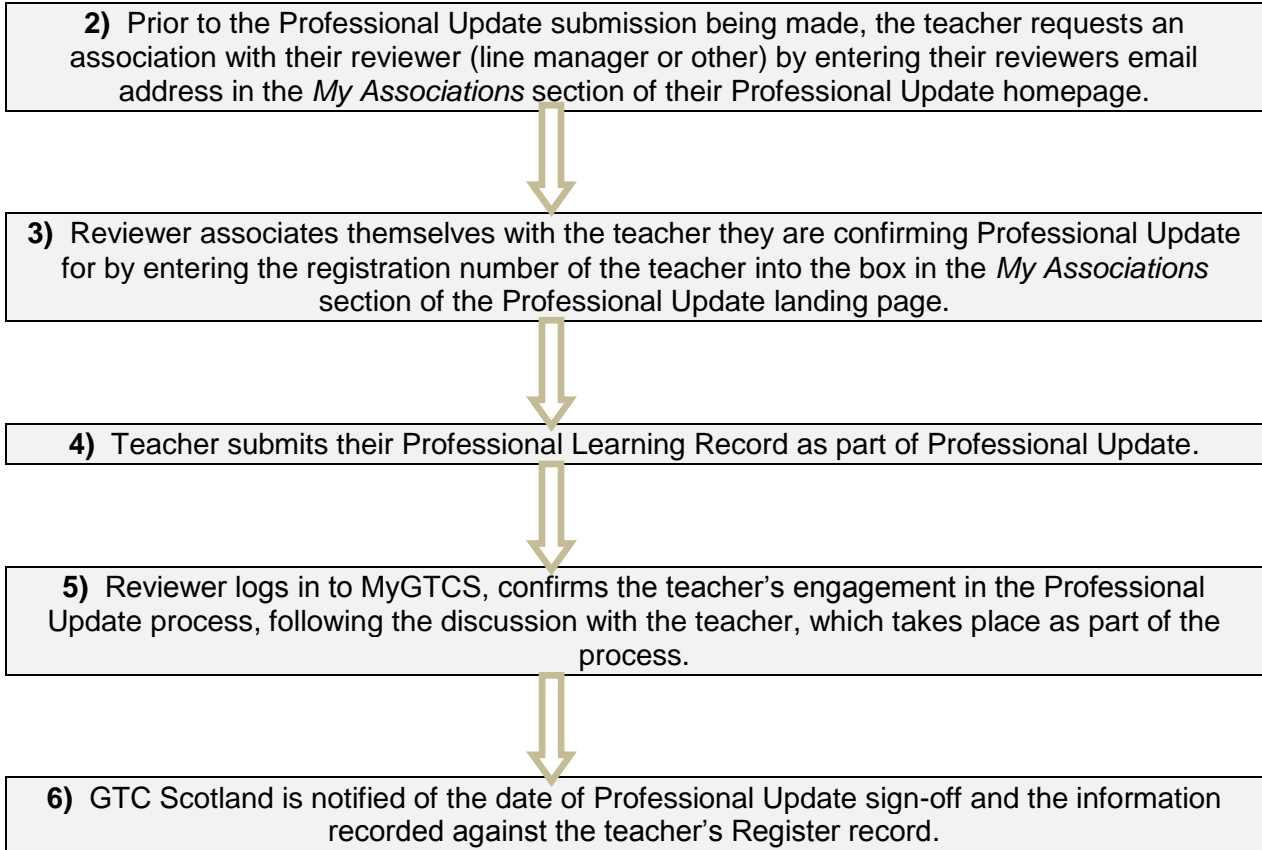 2) Prior to the Professional Update submission being made, the teacher requests an
association with their reviewer (line manager or other) by entering their reviewers email
address in the My Associations section of their Professional Update homepage.
3) Reviewer associates themselves with the teacher they are confirming Professional Update
for by entering the registration number of the teacher into the box in the My Associations
section of the Professional Update landing page.
4) Teacher submits their Professional Learning Record as part of Professional Update.
5) Reviewer logs in to MyGTCS, confirms the teacher’s engagement in the Professional
Update process, following the discussion with the teacher, which takes place as part of the
process.
6) GTC Scotland is notified of the date of Professional Update sign-off and the information
recorded against the teacher’s Register record.